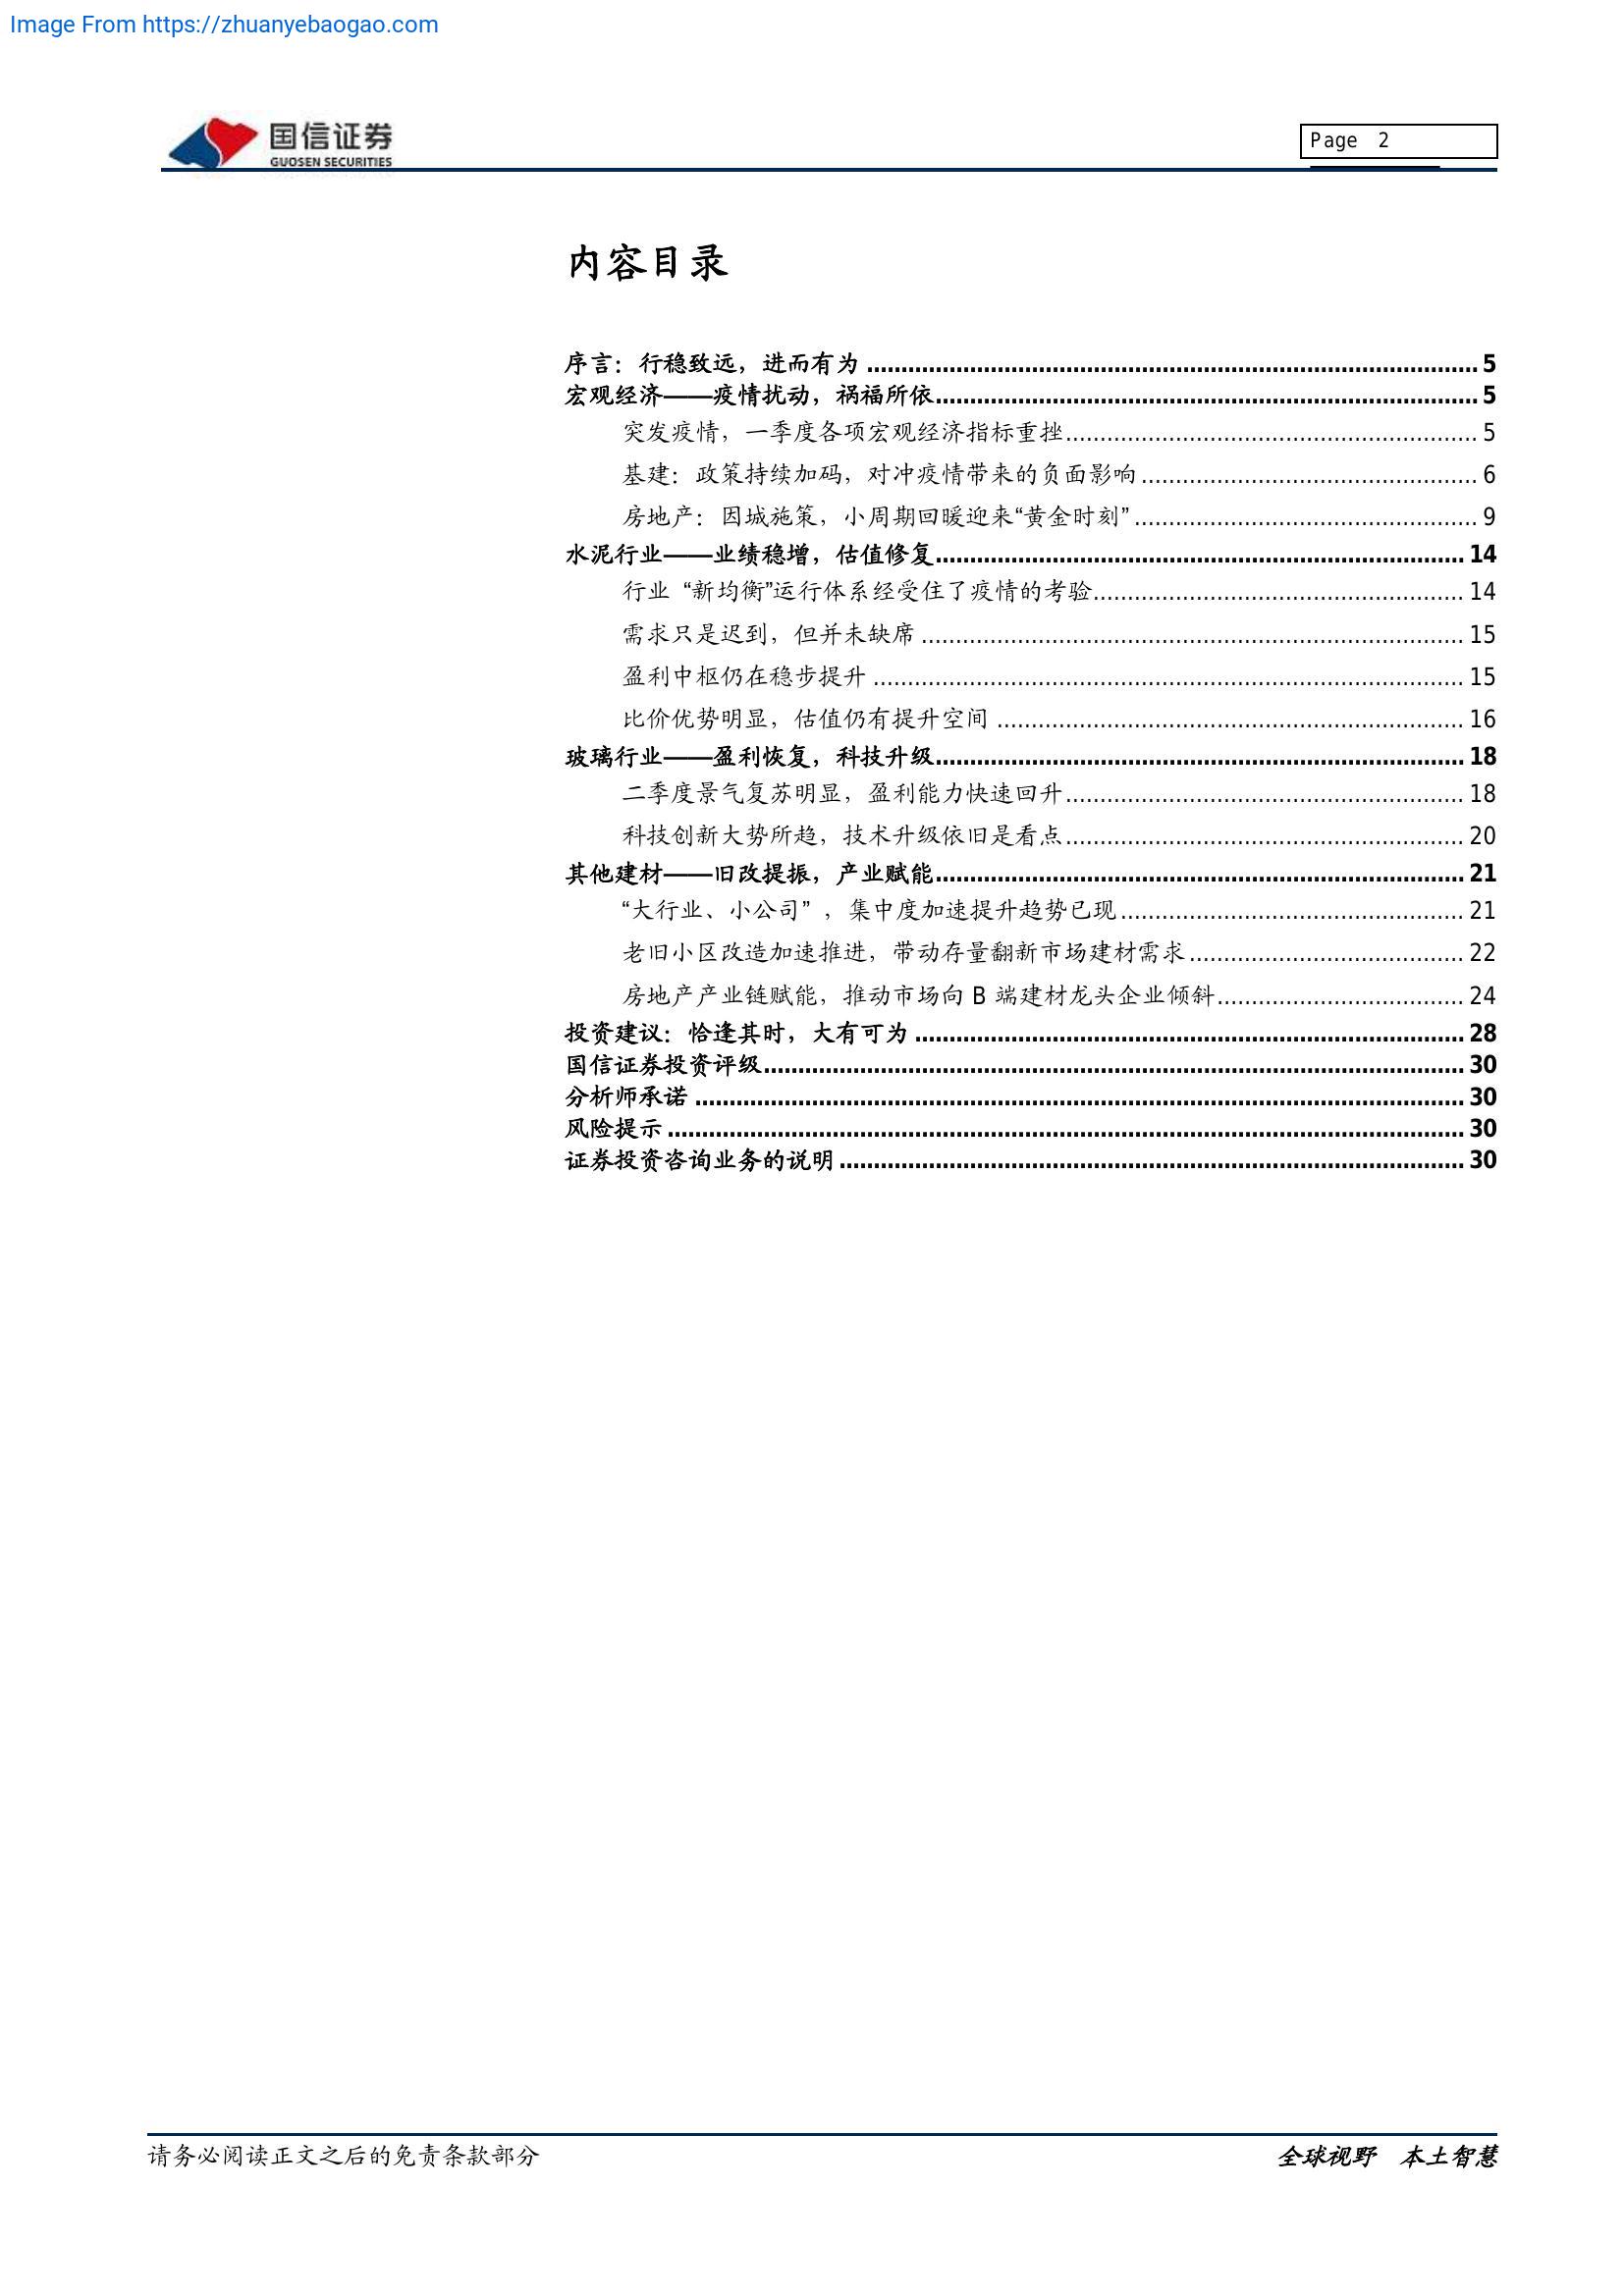 Image From https://zhuanyebaogao.com
国信证券
GUOSEN SECURITIES
Page 2
内容目录
序言：行稳致远，进而有为 ........ 5
宏观经济——疫情扰动，祸福所依 ........ 5
突发疫情，一季度各项宏观经济指标重挫 ........ 5
基建：政策持续加码，对冲疫情带来的负面影响 ........ 6
房地产：因城施策，小周期回暖迎来“黄金时刻” ........ 9
水泥行业——业绩稳增，估值修复 ........ 14
行业 “新均衡”运行体系经受住了疫情的考验 ........ 14
需求只是迟到，但并未缺席 ........ 15
盈利中枢仍在稳步提升 ........ 15
比价优势明显，估值仍有提升空间 ........ 16
玻璃行业——盈利恢复，科技升级 ........ 18
二季度景气复苏明显，盈利能力快速回升 ........ 18
科技创新大势所趋，技术升级依旧是看点 ........ 20
其他建材——旧改提振，产业赋能 ........ 21
“大行业、小公司”，集中度加速提升趋势已现 ........ 21
老旧小区改造加速推进，带动存量翻新市场建材需求 ........ 22
房地产产业链赋能，推动市场向 B 端建材龙头企业倾斜 ........ 24
投资建议：恰逢其时，大有可为 ........ 28
国信证券投资评级 ........ 30
分析师承诺 ........ 30
风险提示 ........ 30
证券投资咨询业务的说明 ........ 30
请务必阅读正文之后的免责条款部分
全球视野 本土智慧